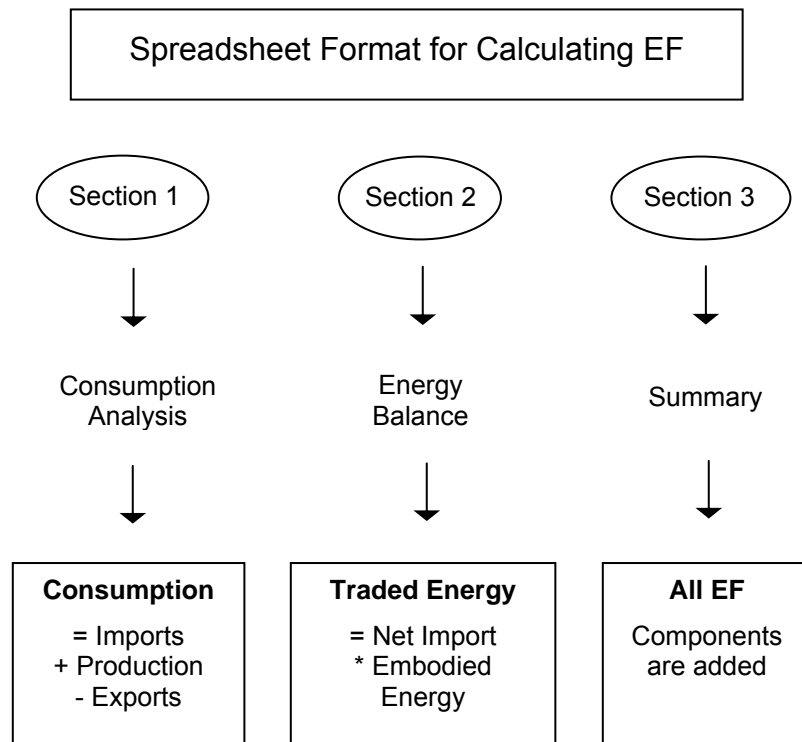 Spreadsheet Format for Calculating EF
Section 1
Section 2
Section 3
Consumption
Analysis
Energy
Balance
Summary
Consumption
= Imports
+ Production
- Exports
Traded Energy
= Net Import
* Embodied
Energy
All EF
Components
are added